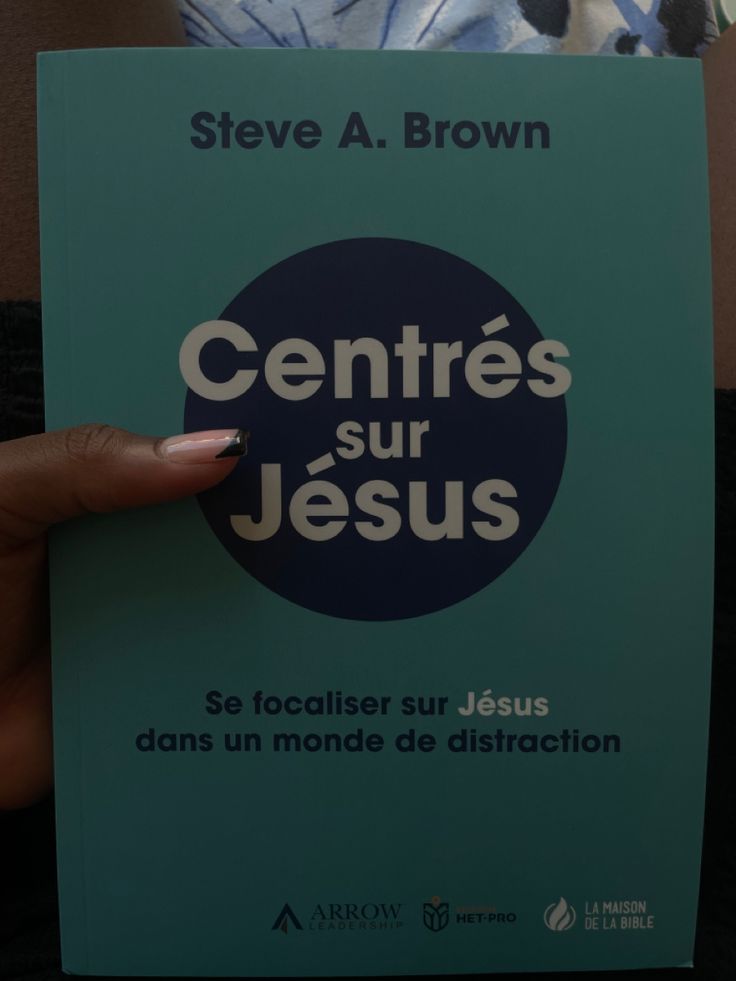 Steve A. Brown
Centrés
sur
Jésus
Se focaliser sur Jésus
dans un monde de distraction
ARROW
LEADERSHIP
HET-PRO
LA MAISON
DE LA BIBLE